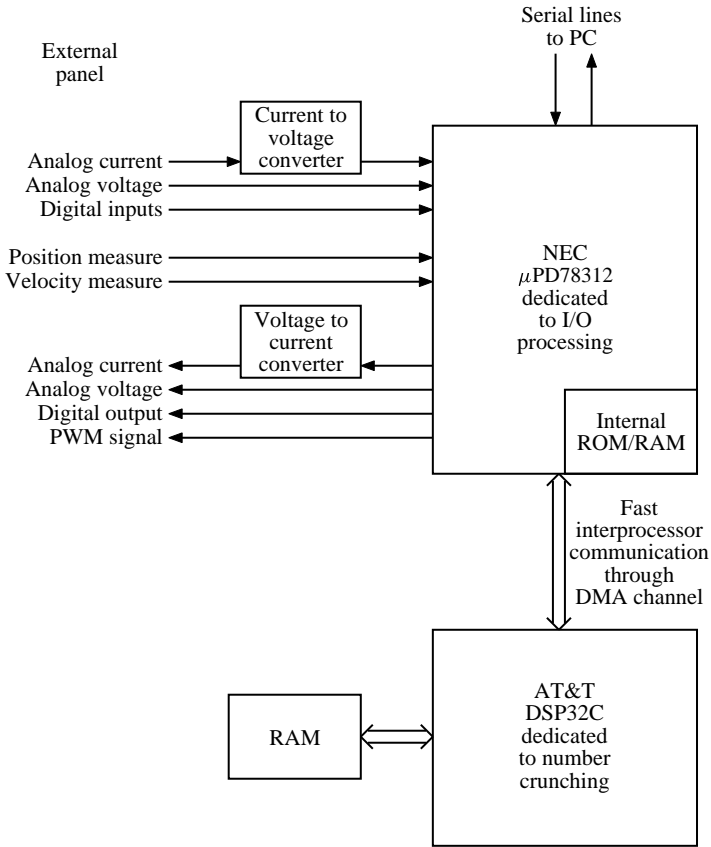 Serial lines
to PC
External
panel
Current to
voltage
converter
Analog current
Analog voltage
Digital inputs
Position measure
Velocity measure
NEC
μPD78312
dedicated
to I/O
processing
Voltage to
current
converter
Analog current
Analog voltage
Digital output
PWM signal
Internal
ROM/RAM
Fast
interprocessor
communication
through
DMA channel
AT&T
DSP32C
dedicated
to number
crunching
RAM